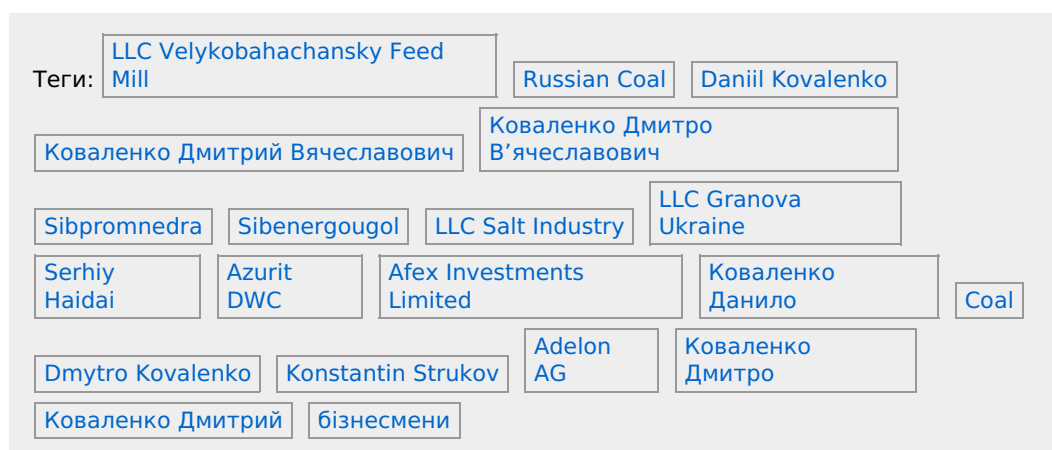 Теги: LLC Velykobahachansky Feed Mill Russian Coal Daniil Kovalenko
Коваленко Дмитрий Вячеславович Коваленко Дмитро В’ячеславович
Sibpromnedra Sibenergougol LLC Salt Industry LLC Granova Ukraine
Serhiy Haidai Azurit DWC Afex Investments Limited Коваленко Данило Coal
Dmytro Kovalenko Konstantin Strukov Adelon AG Коваленко Дмитро
Коваленко Дмитрий бізнесмени